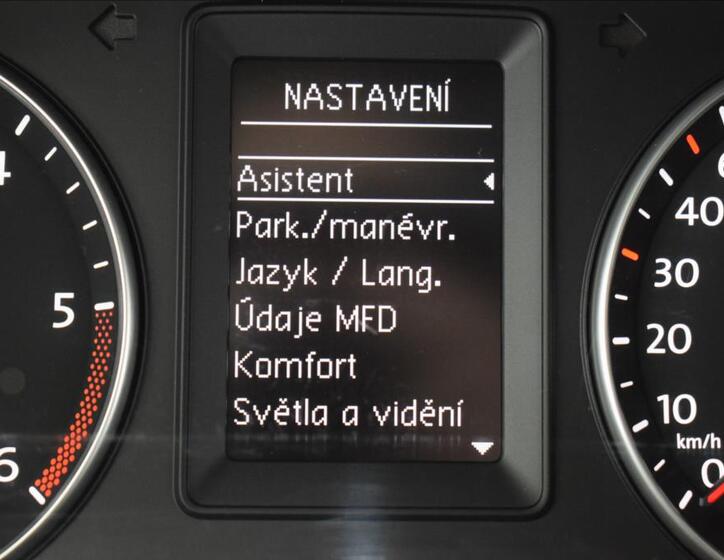 NASTAVENÍ
Asistent
Park./manévr.
Jazyk / Lang.
Údaje MFD
Komfort
Světla a vidění
4
5
6
40
30
20
10
km/h
0